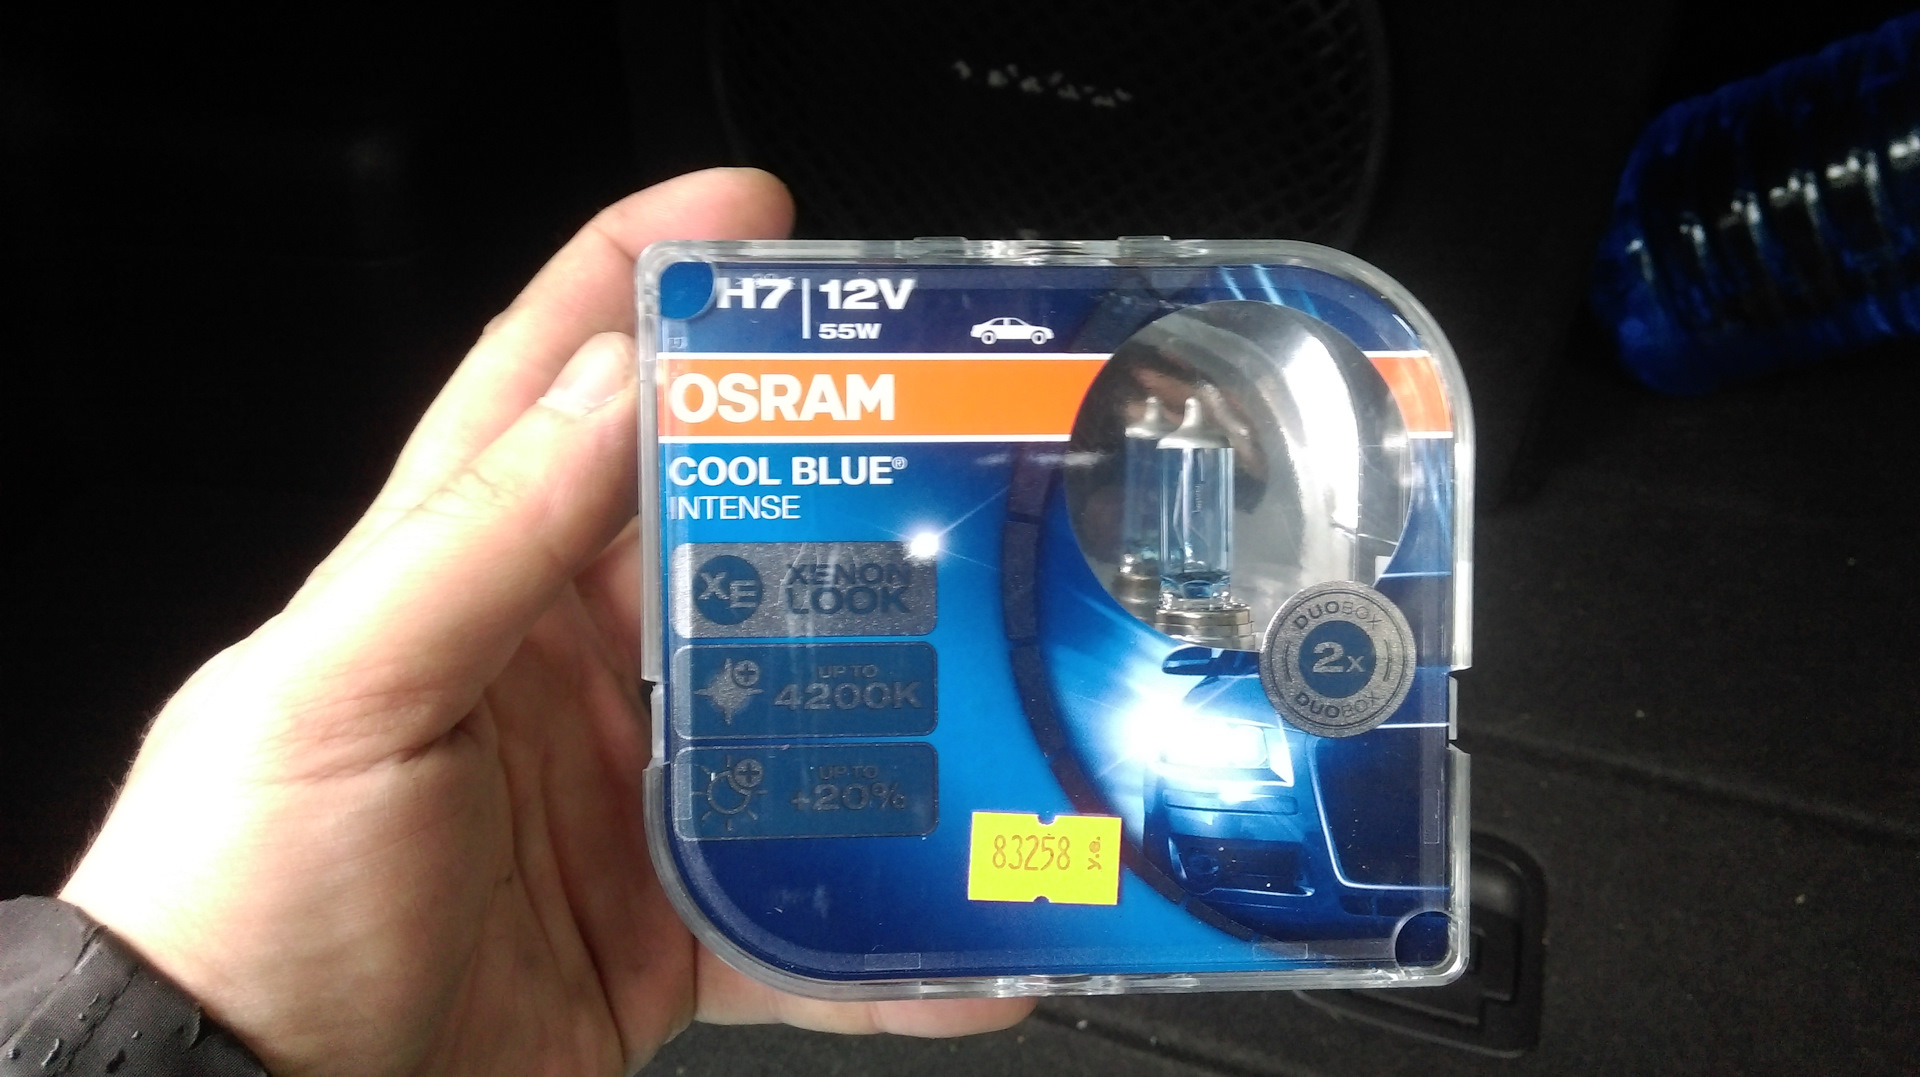 H7 | 12V
55W
OSRAM
COOL BLUE®
INTENSE
XE XENON
LOOK
UP TO
4200K
UP TO
+20%
DUOBOX
2x
DUOBOX
83258 у.е.